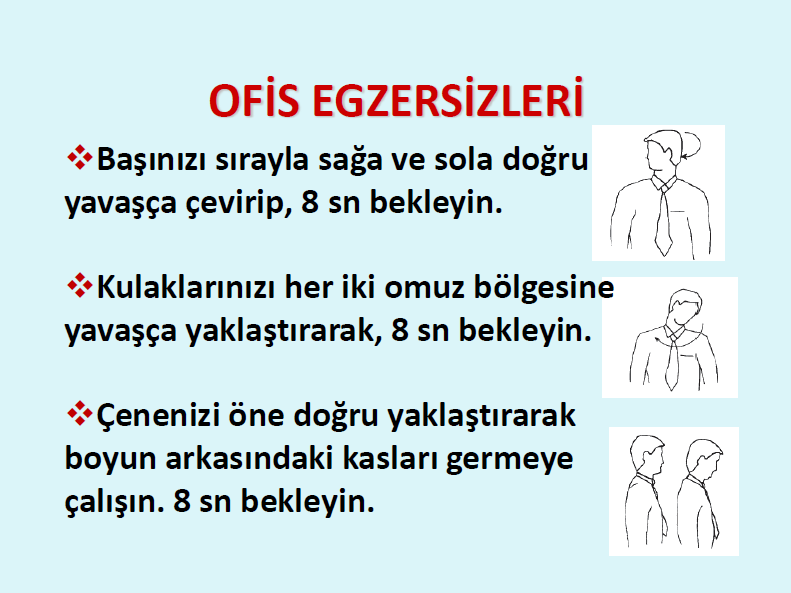 OFİS EGZERSİZLERİ
❖Başınızı sırayla sağa ve sola doğru
yavaşça çevirip, 8 sn bekleyin.
❖Kulaklarınızı her iki omuz bölgesine
yavaşça yaklaştırarak, 8 sn bekleyin.
❖Çenenizi öne doğru yaklaştırarak
boyun arkasındaki kasları germeye
çalışın. 8 sn bekleyin.